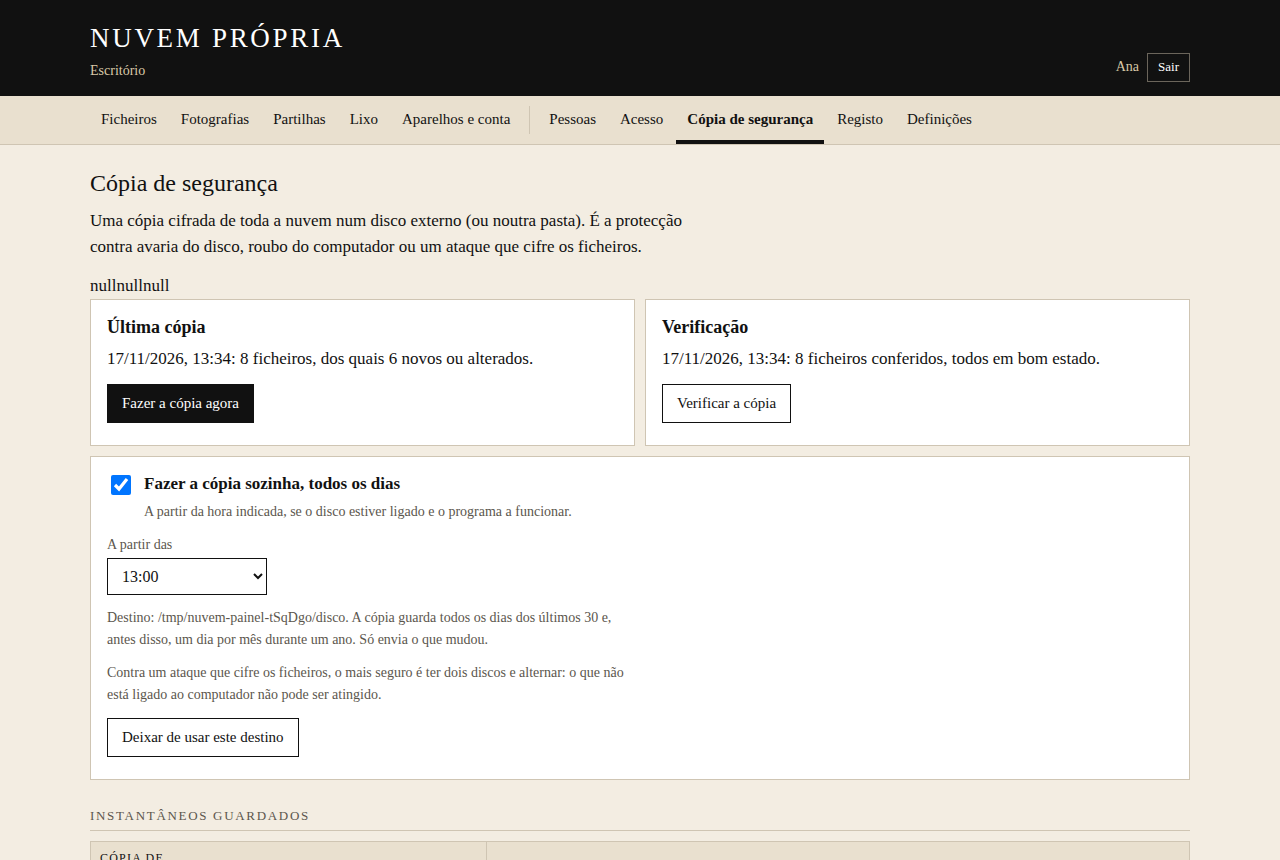 NUVEM PRÓPRIA
Escritório
Ana Sair
Ficheiros Fotografias Partilhas Lixo Aparelhos e conta Pessoas Acesso Cópia de segurança Registo Definições
Cópia de segurança
Uma cópia cifrada de toda a nuvem num disco externo (ou noutra pasta). É a protecção
contra avaria do disco, roubo do computador ou um ataque que cifre os ficheiros.
nullnullnull
Última cópia
17/11/2026, 13:34: 8 ficheiros, dos quais 6 novos ou alterados.
Fazer a cópia agora
Verificação
17/11/2026, 13:34: 8 ficheiros conferidos, todos em bom estado.
Verificar a cópia
Fazer a cópia sozinha, todos os dias
A partir da hora indicada, se o disco estiver ligado e o programa a funcionar.
A partir das
13:00
Destino: /tmp/nuvem-painel-tSqDgo/disco. A cópia guarda todos os dias dos últimos 30 e,
antes disso, um dia por mês durante um ano. Só envia o que mudou.
Contra um ataque que cifre os ficheiros, o mais seguro é ter dois discos e alternar: o que não
está ligado ao computador não pode ser atingido.
Deixar de usar este destino
INSTANTÂNEOS GUARDADOS
CÓPIA DE